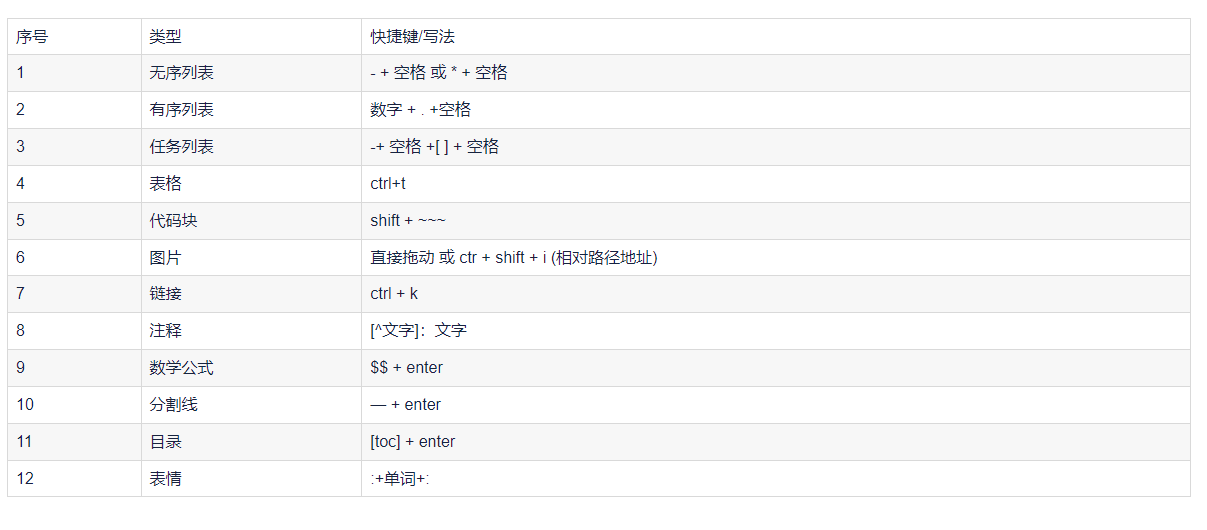 序号 类型 快捷键/写法
1 无序列表 - + 空格 或 * + 空格
2 有序列表 数字 + . +空格
3 任务列表 -+ 空格 +[ ] + 空格
4 表格 ctrl+t
5 代码块 shift + ~~~
6 图片 直接拖动 或 ctr + shift + i (相对路径地址)
7 链接 ctrl + k
8 注释 [^文字]：文字
9 数学公式 $$ + enter
10 分割线 — + enter
11 目录 [toc] + enter
12 表情 :+单词+: